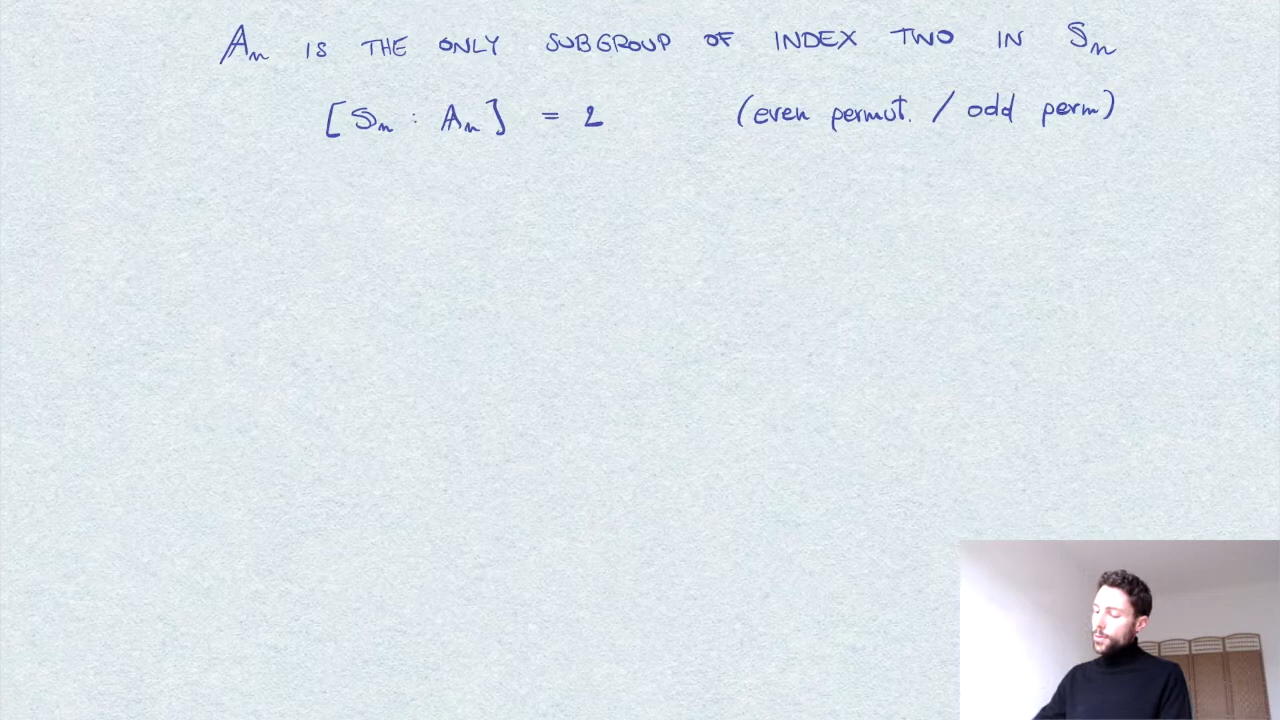 An IS THE ONLY SUBGROUP OF INDEX TWO IN Sn
[Sn : An] = 2 (even permut. / odd perm)